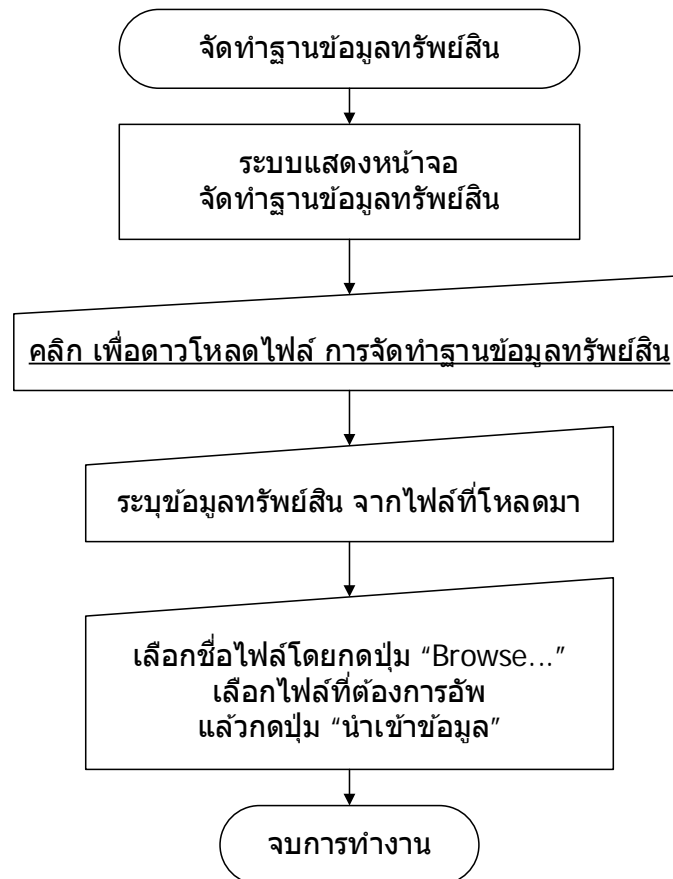 จัดทำฐานข้อมูลทรัพย์สิน
ระบบแสดงหน้าจอ
จัดทำฐานข้อมูลทรัพย์สิน
คลิก เพื่อดาวโหลดไฟล์ การจัดทำฐานข้อมูลทรัพย์สิน
ระบุข้อมูลทรัพย์สิน จากไฟล์ที่โหลดมา
เลือกชื่อไฟล์โดยกดปุ่ม “Browse...”
เลือกไฟล์ที่ต้องการอัพ
แล้วกดปุ่ม “นำเข้าข้อมูล”
จบการทำงาน